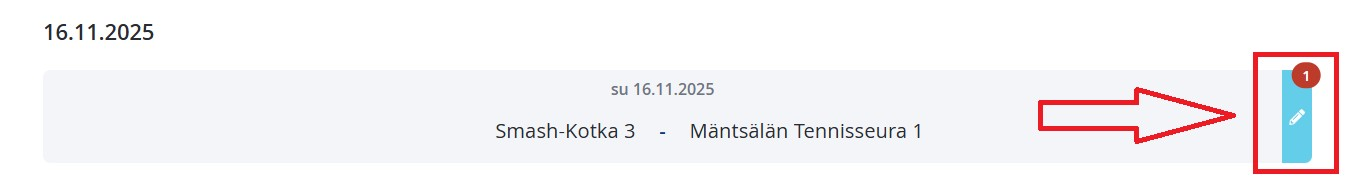 16.11.2025
su 16.11.2025
1
Smash-Kotka 3 - Mäntsälän Tennisseura 1